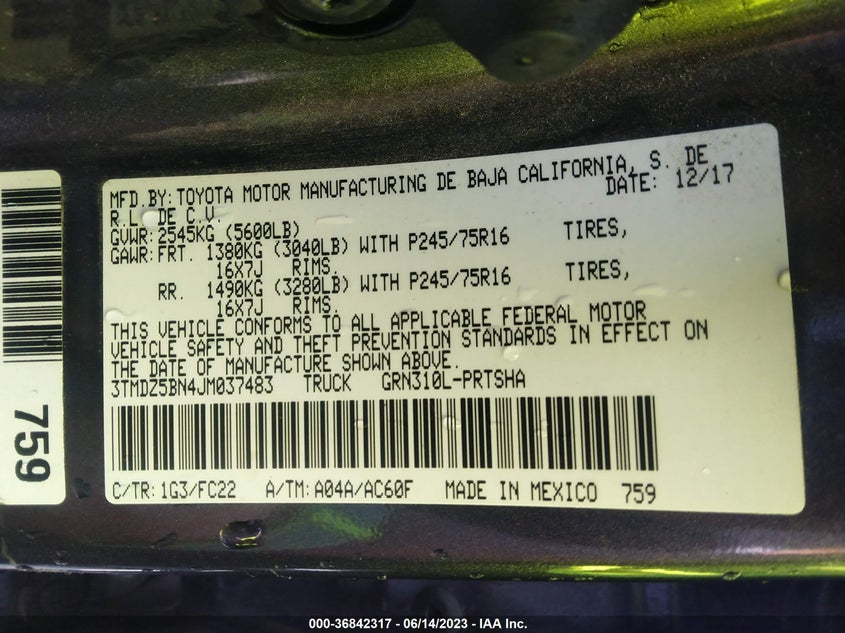 MFD.BY:TOYOTA MOTOR MANUFACTURING DE BAJA CALIFORNIA, S. DE
R.L. DE C.V. DATE: 12/17
GVWR:2545KG (5600LB)
GAWR:FRT. 1380KG (3040LB) WITH P245/75R16 TIRES,
16X7J RIMS.
RR. 1490KG (3280LB) WITH P245/75R16 TIRES,
16X7J RIMS.
THIS VEHICLE CONFORMS TO ALL APPLICABLE FEDERAL MOTOR
VEHICLE SAFETY AND THEFT PREVENTION STANDARDS IN EFFECT ON
THE DATE OF MANUFACTURE SHOWN ABOVE.
3TMDZ5BN4JM037483 TRUCK GRN310L-PRTSHA
C/TR:1G3/FC22 A/TM:A04A/AC60F MADE IN MEXICO 759
759
000-36842317 - 06/14/2023 - IAA Inc.